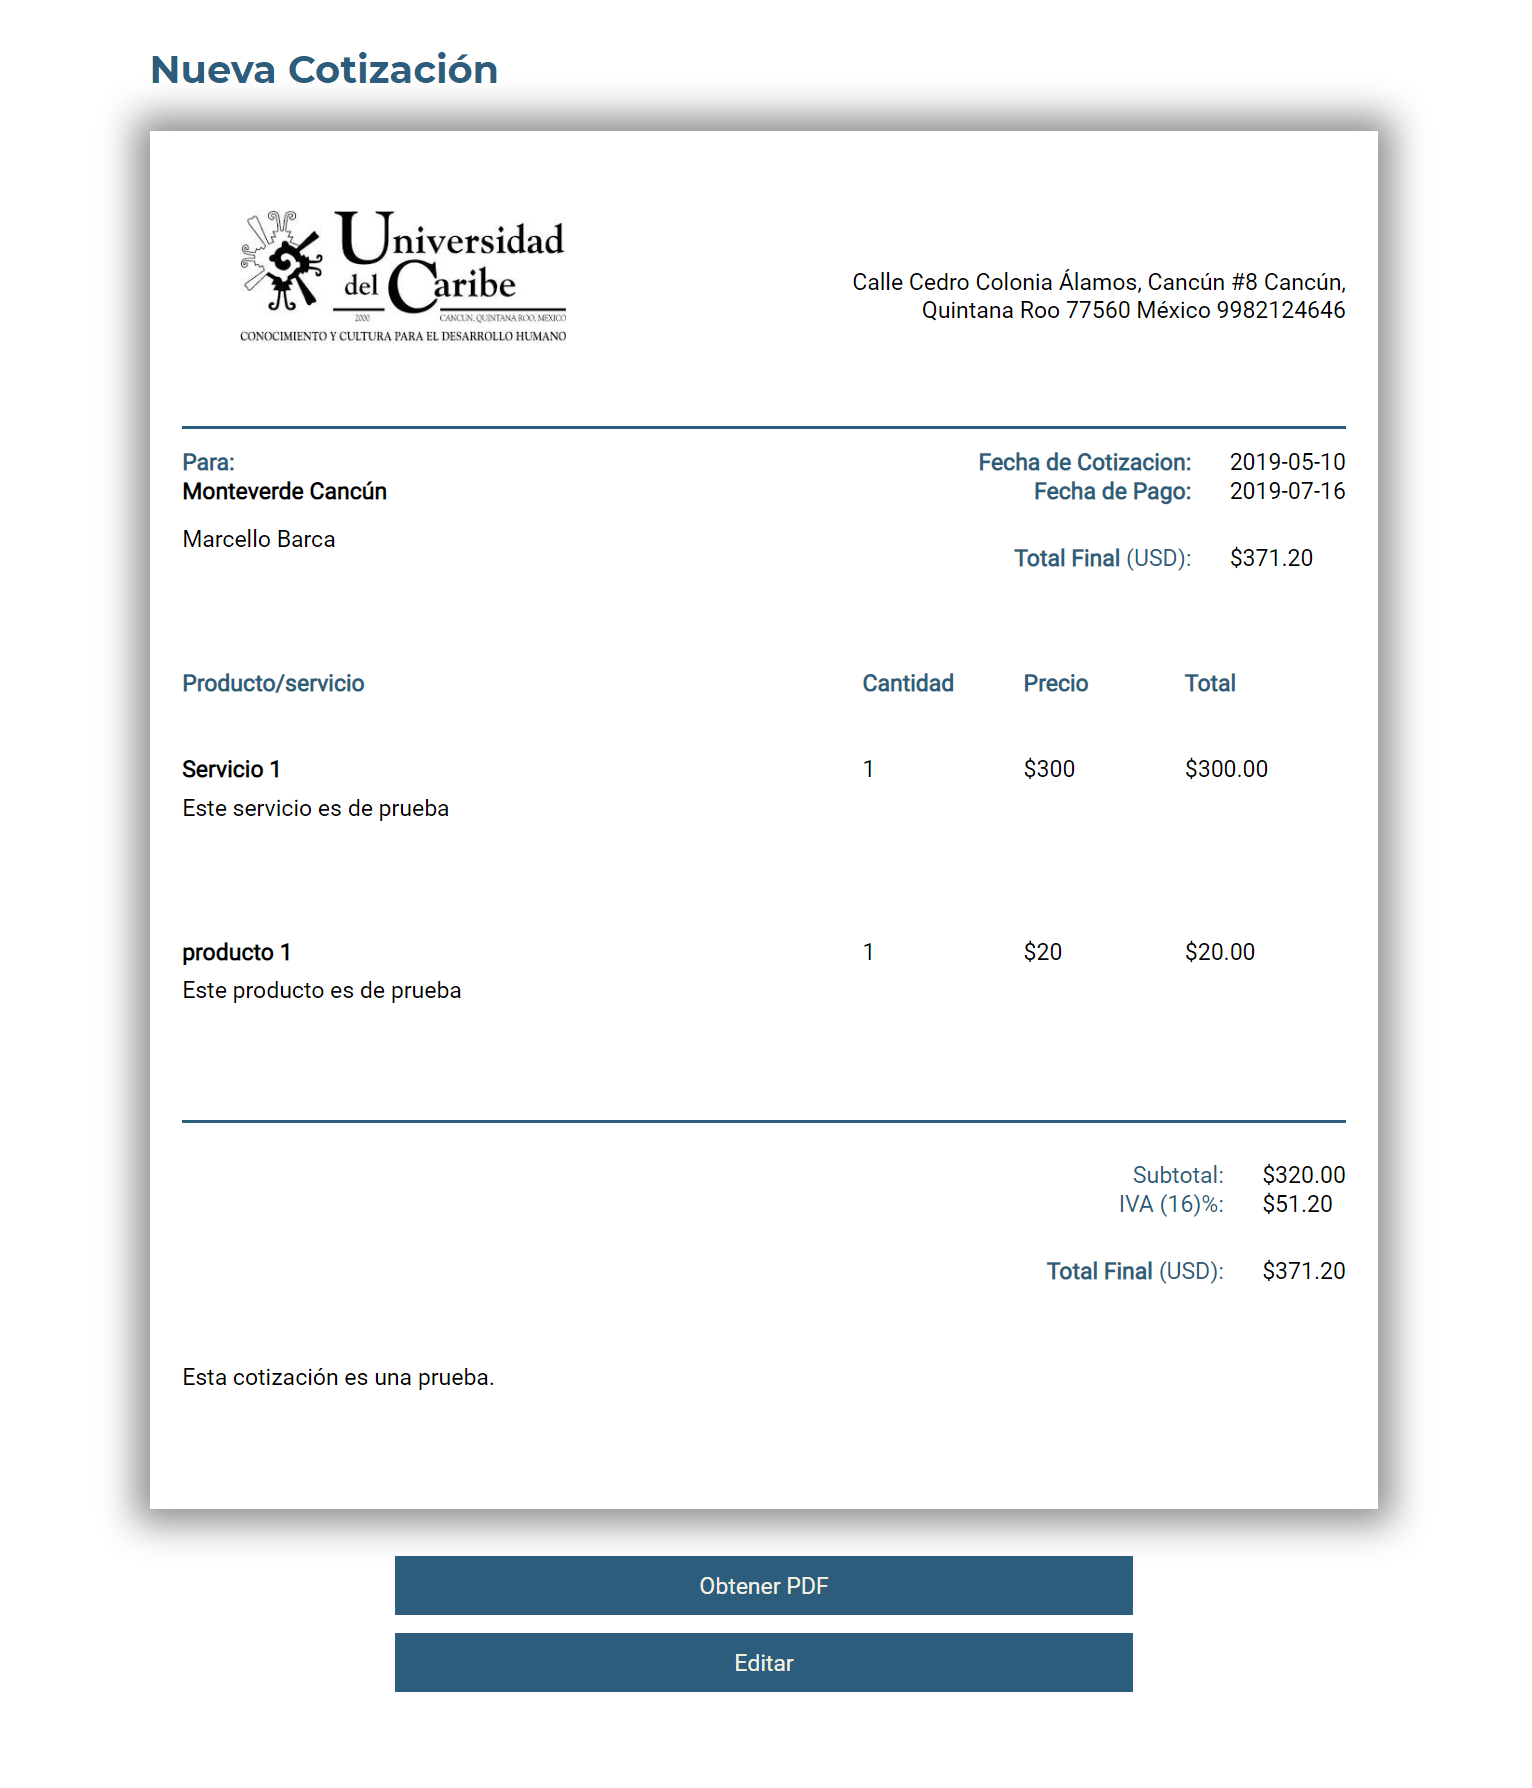 Nueva Cotización
Universidad
del Caribe
2000 CANCUN, QUINTANA ROO, MEXICO
CONOCIMIENTO Y CULTURA PARA EL DESARROLLO HUMANO
Calle Cedro Colonia Álamos, Cancún #8 Cancún,
Quintana Roo 77560 México 9982124646
Para:
Monteverde Cancún
Marcello Barca
Fecha de Cotizacion: 2019-05-10
Fecha de Pago: 2019-07-16
Total Final (USD): $371.20
Producto/servicio Cantidad Precio Total
Servicio 1 1 $300 $300.00
Este servicio es de prueba
producto 1 1 $20 $20.00
Este producto es de prueba
Subtotal: $320.00
IVA (16)%: $51.20
Total Final (USD): $371.20
Esta cotización es una prueba.
Obtener PDF
Editar